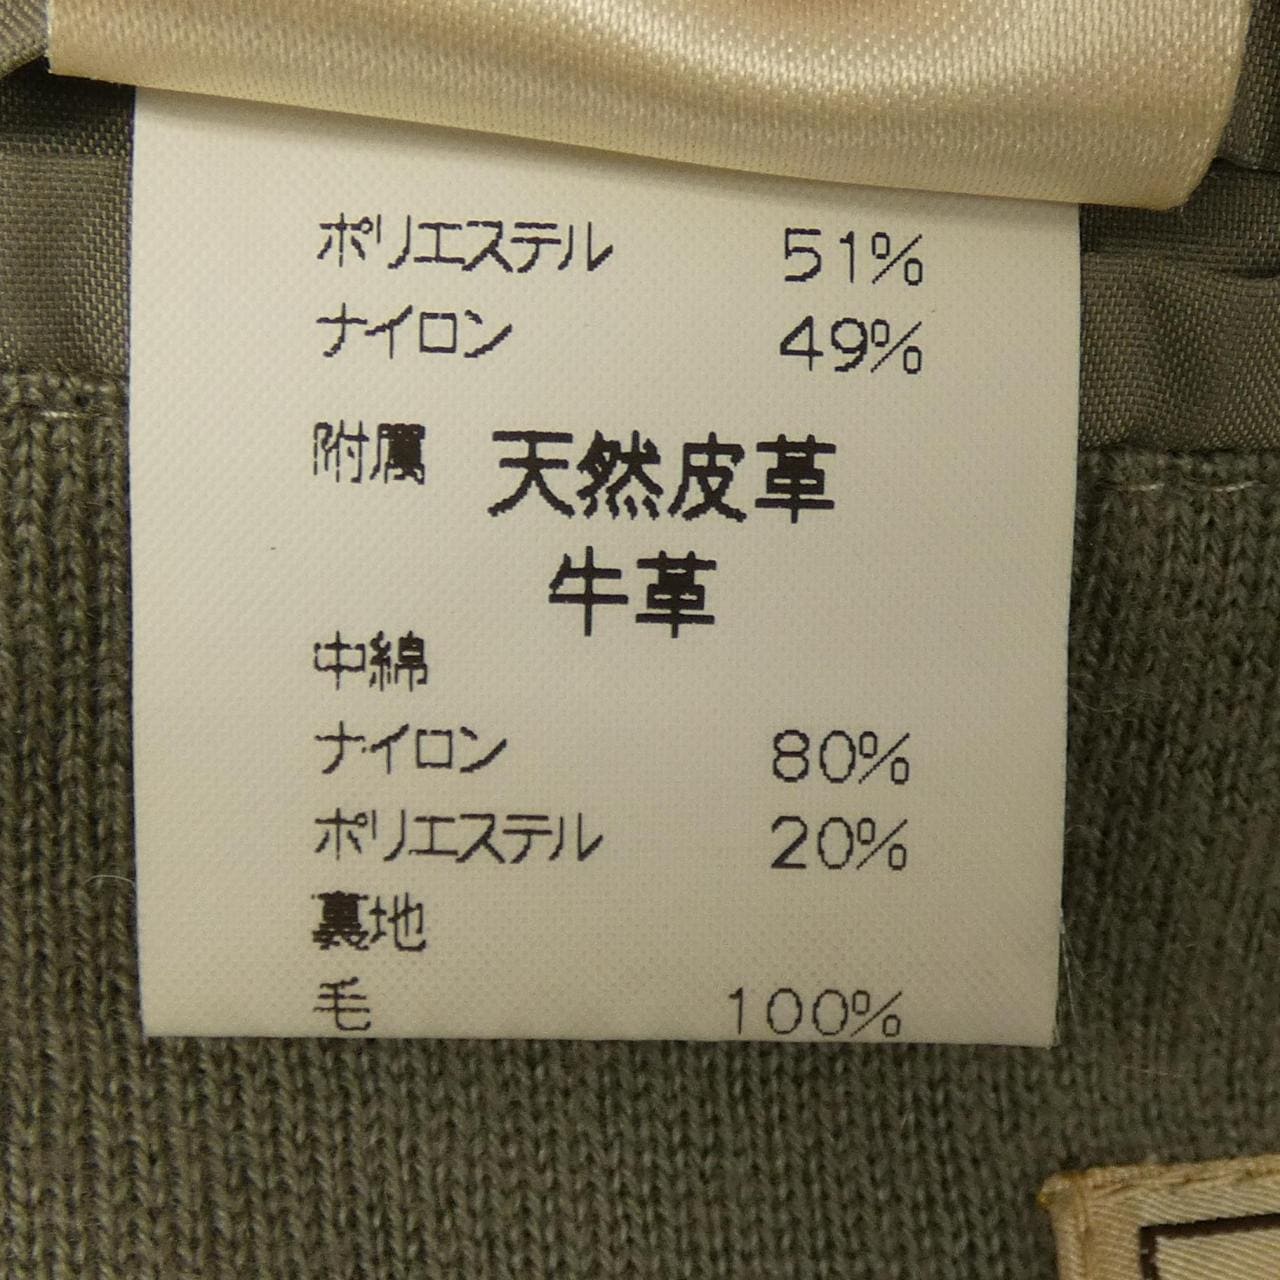 ポリエステル 51%
ナイロン 49%
附属 天然皮革
牛革
中綿
ナイロン 80%
ポリエステル 20%
裏地
毛 100%